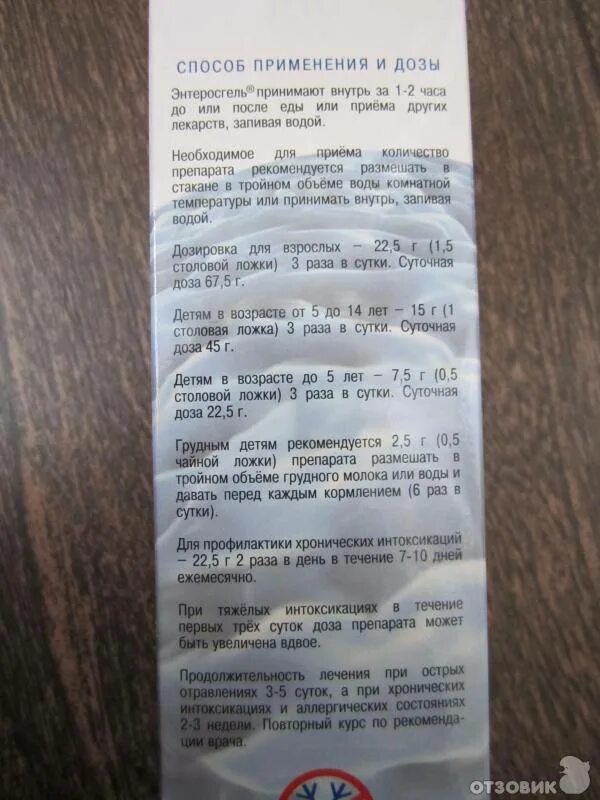 СПОСОБ ПРИМЕНЕНИЯ И ДОЗЫ
Энтеросгель® принимают внутрь за 1-2 часа
до или после еды или приёма других
лекарств, запивая водой.
Необходимое для приёма количество
препарата рекомендуется размешать в
стакане в тройном объёме воды комнатной
температуры или принимать внутрь, запивая
водой.
Дозировка для взрослых – 22,5 г (1,5
столовой ложки) 3 раза в сутки. Суточная
доза 67,5 г.
Детям в возрасте от 5 до 14 лет – 15 г (1
столовая ложка) 3 раза в сутки. Суточная
доза 45 г.
Детям в возрасте до 5 лет – 7,5 г (0,5
столовой ложки) 3 раза в сутки. Суточная
доза 22,5 г.
Грудным детям рекомендуется 2,5 г (0,5
чайной ложки) препарата размешать в
тройном объёме грудного молока или воды и
давать перед каждым кормлением (6 раз в
сутки).
Для профилактики хронических интоксикаций
– 22,5 г 2 раза в день в течение 7-10 дней
ежемесячно.
При тяжёлых интоксикациях в течение
первых трёх суток доза препарата может
быть увеличена вдвое.
Продолжительность лечения при острых
отравлениях 3-5 суток, а при хронических
интоксикациях и аллергических состояниях
2-3 недели. Повторный курс по рекоменда-
ции врача.
ОТЗОВИК